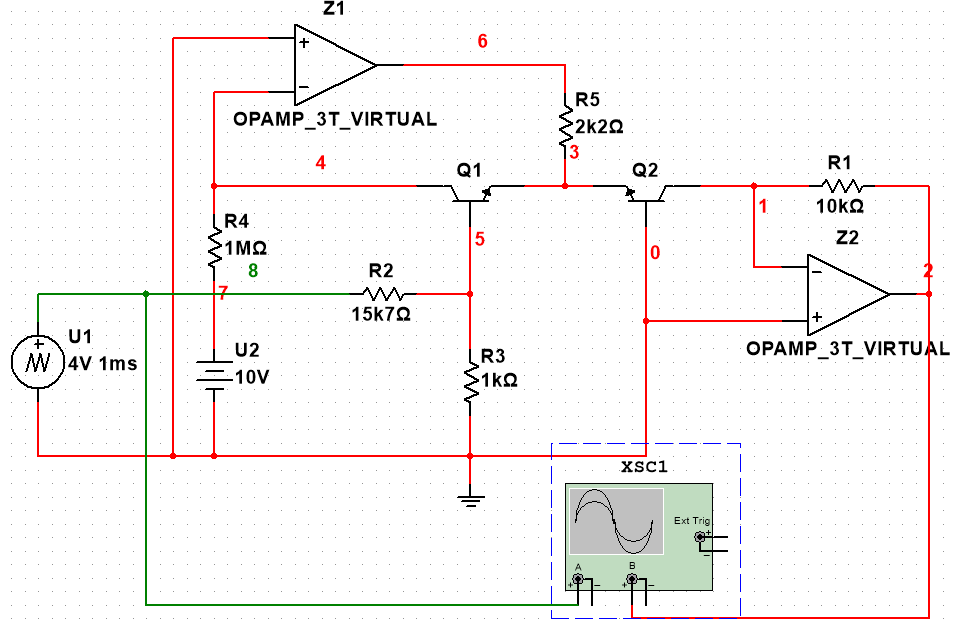 Z1
6
+
−
OPAMP_3T_VIRTUAL
R5
2k2Ω
3
4
Q1
Q2
R1
10kΩ
1
R4
1MΩ
5
0
Z2
8
7
R2
15k7Ω
−
+
2
OPAMP_3T_VIRTUAL
U1
+
4V 1ms
U2
10V
R3
1kΩ
XSC1
Ext Trig
+
−
A
B
+
−
+
−